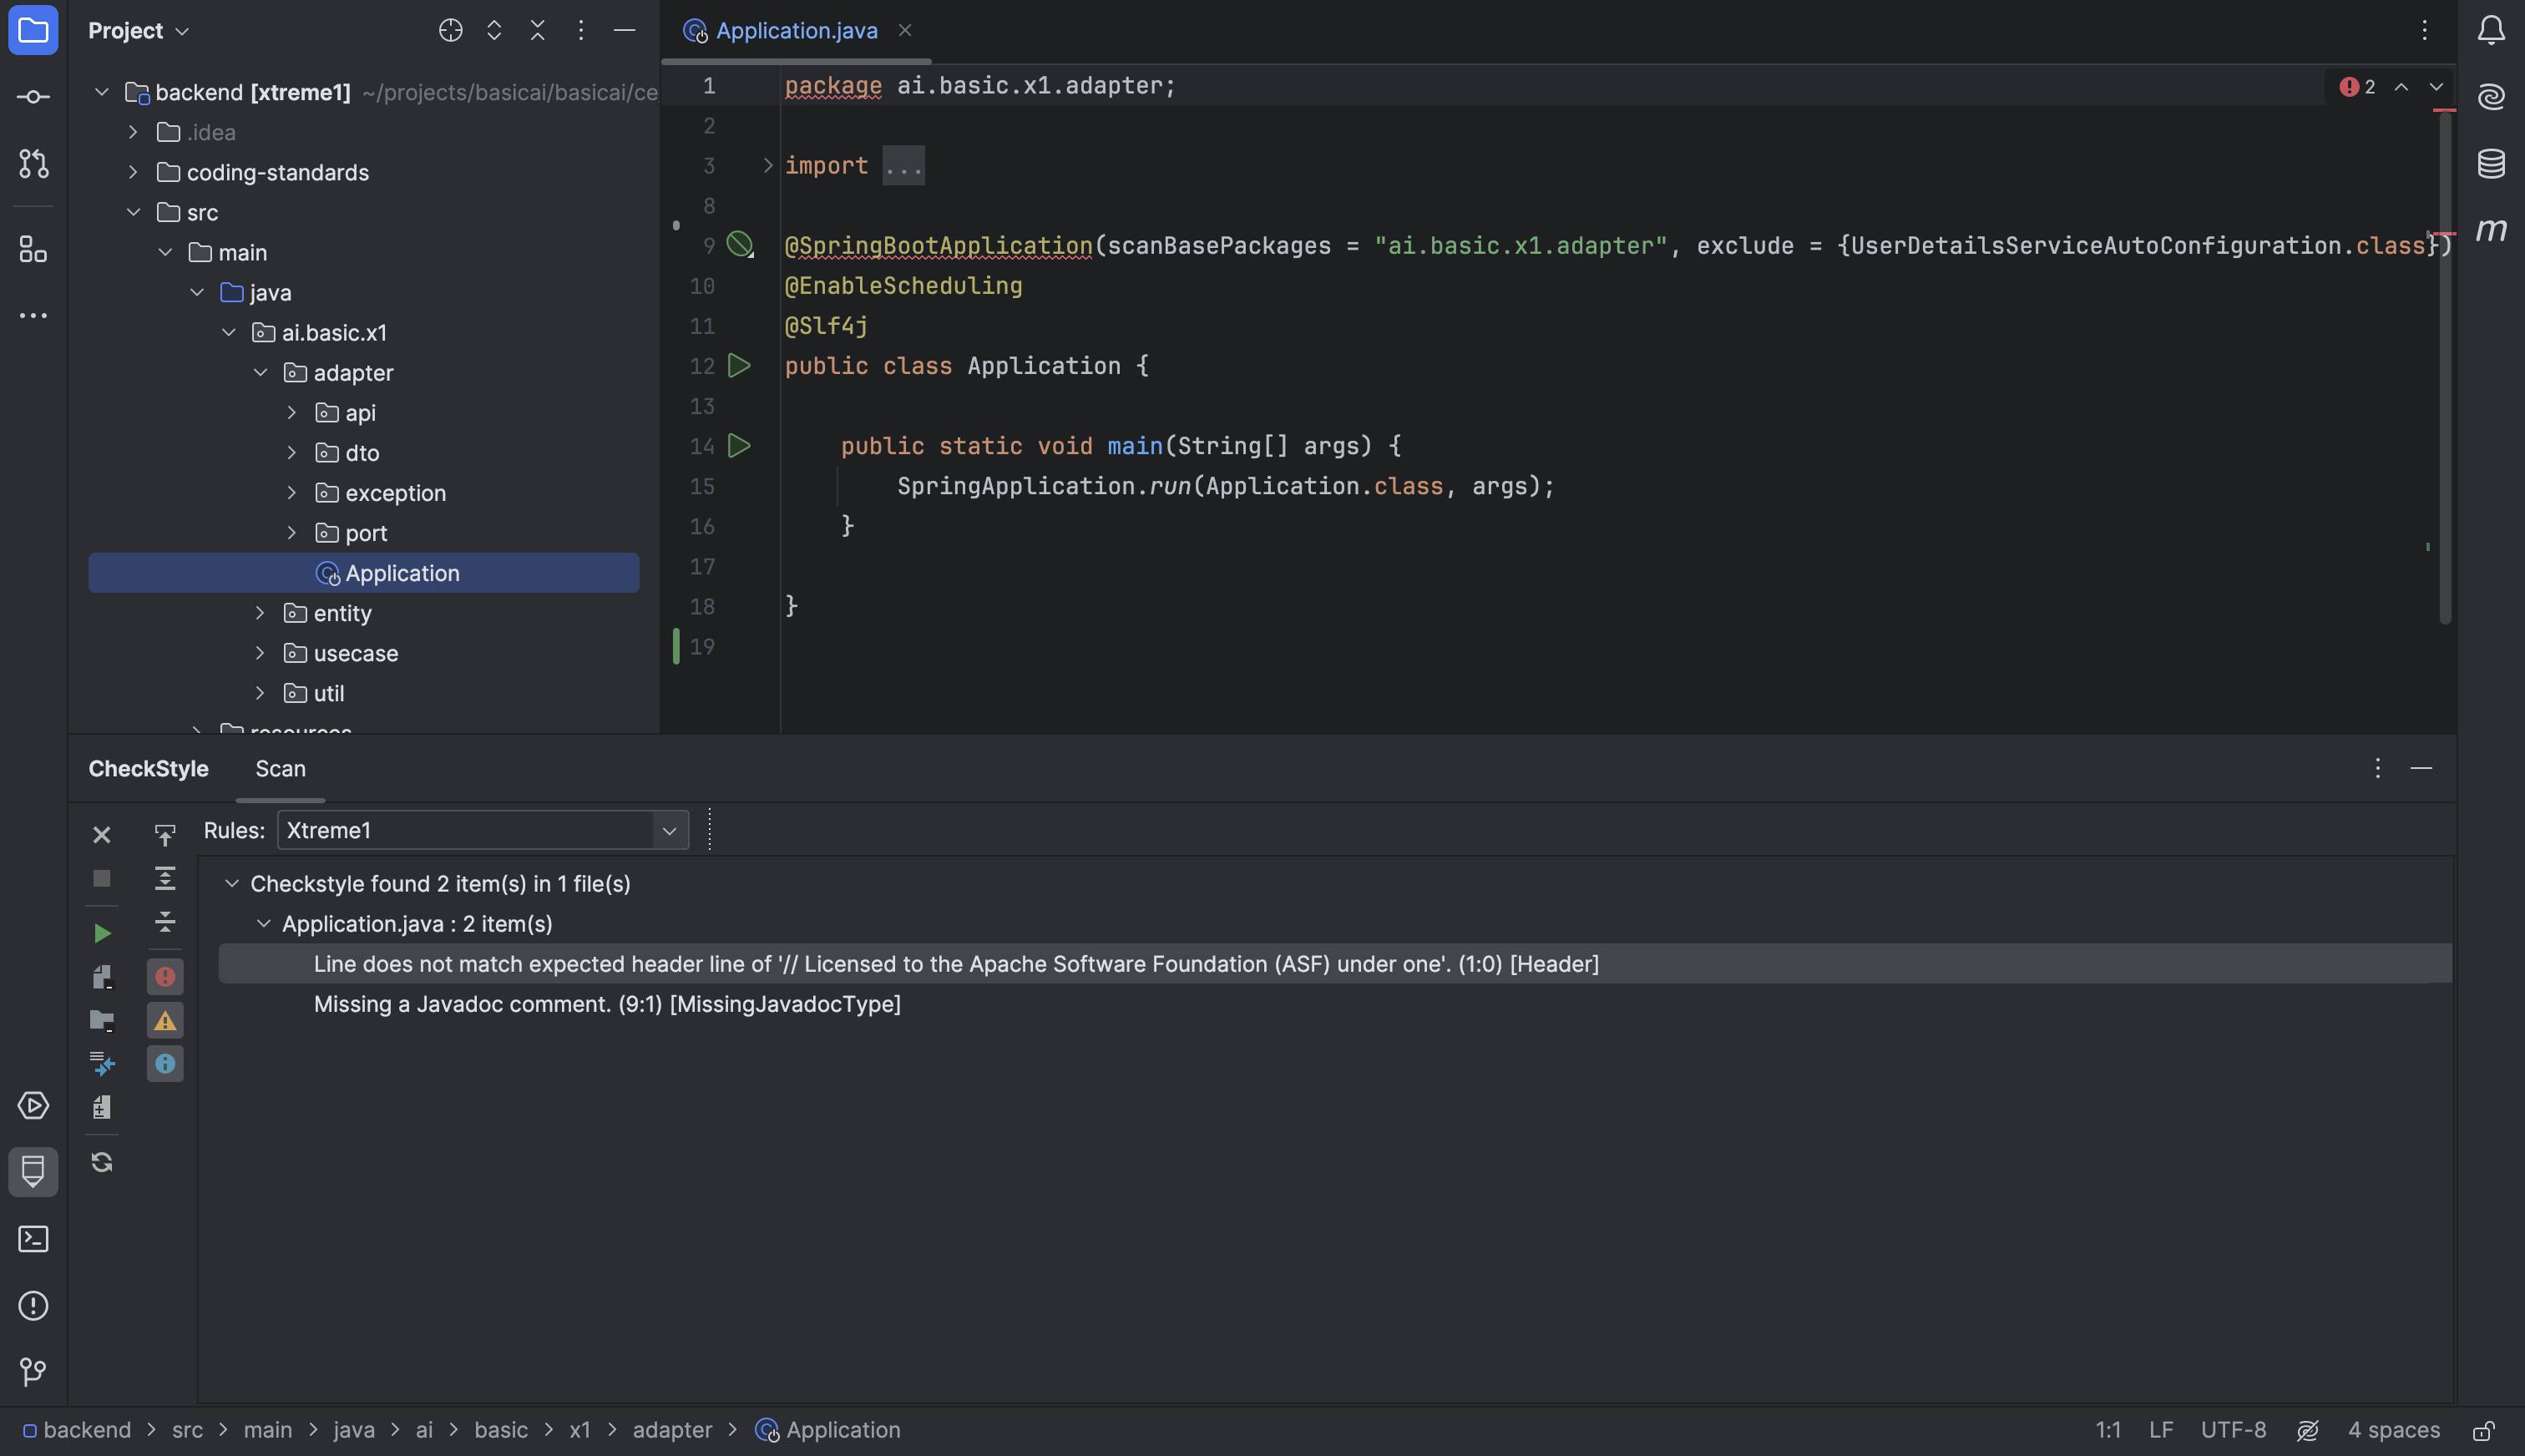 Project
backend [xtreme1] ~/projects/basicai/basicai/ce
.idea
coding-standards
src
main
java
ai.basic.x1
adapter
api
dto
exception
port
Application
entity
usecase
util
resources
Application.java
2
1 package ai.basic.x1.adapter;
2
3 import ...
8
9 @SpringBootApplication(scanBasePackages = "ai.basic.x1.adapter", exclude = {UserDetailsServiceAutoConfiguration.class})
10 @EnableScheduling
11 @Slf4j
12 public class Application {
13
14 public static void main(String[] args) {
15 SpringApplication.run(Application.class, args);
16 }
17
18 }
19
m
CheckStyle Scan
Rules: Xtreme1
Checkstyle found 2 item(s) in 1 file(s)
Application.java : 2 item(s)
Line does not match expected header line of '// Licensed to the Apache Software Foundation (ASF) under one'. (1:0) [Header]
Missing a Javadoc comment. (9:1) [MissingJavadocType]
backend > src > main > java > ai > basic > x1 > adapter > Application
1:1 LF UTF-8 4 spaces